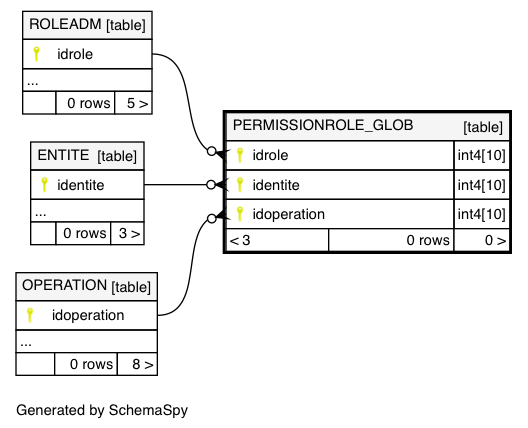 ROLEADM [table]
idrole
...
0 rows 5 >
ENTITE [table]
identite
...
0 rows 3 >
OPERATION [table]
idoperation
...
0 rows 8 >
PERMISSIONROLE_GLOB [table]
idrole int4[10]
identite int4[10]
idoperation int4[10]
< 3 0 rows 0 >
Generated by SchemaSpy